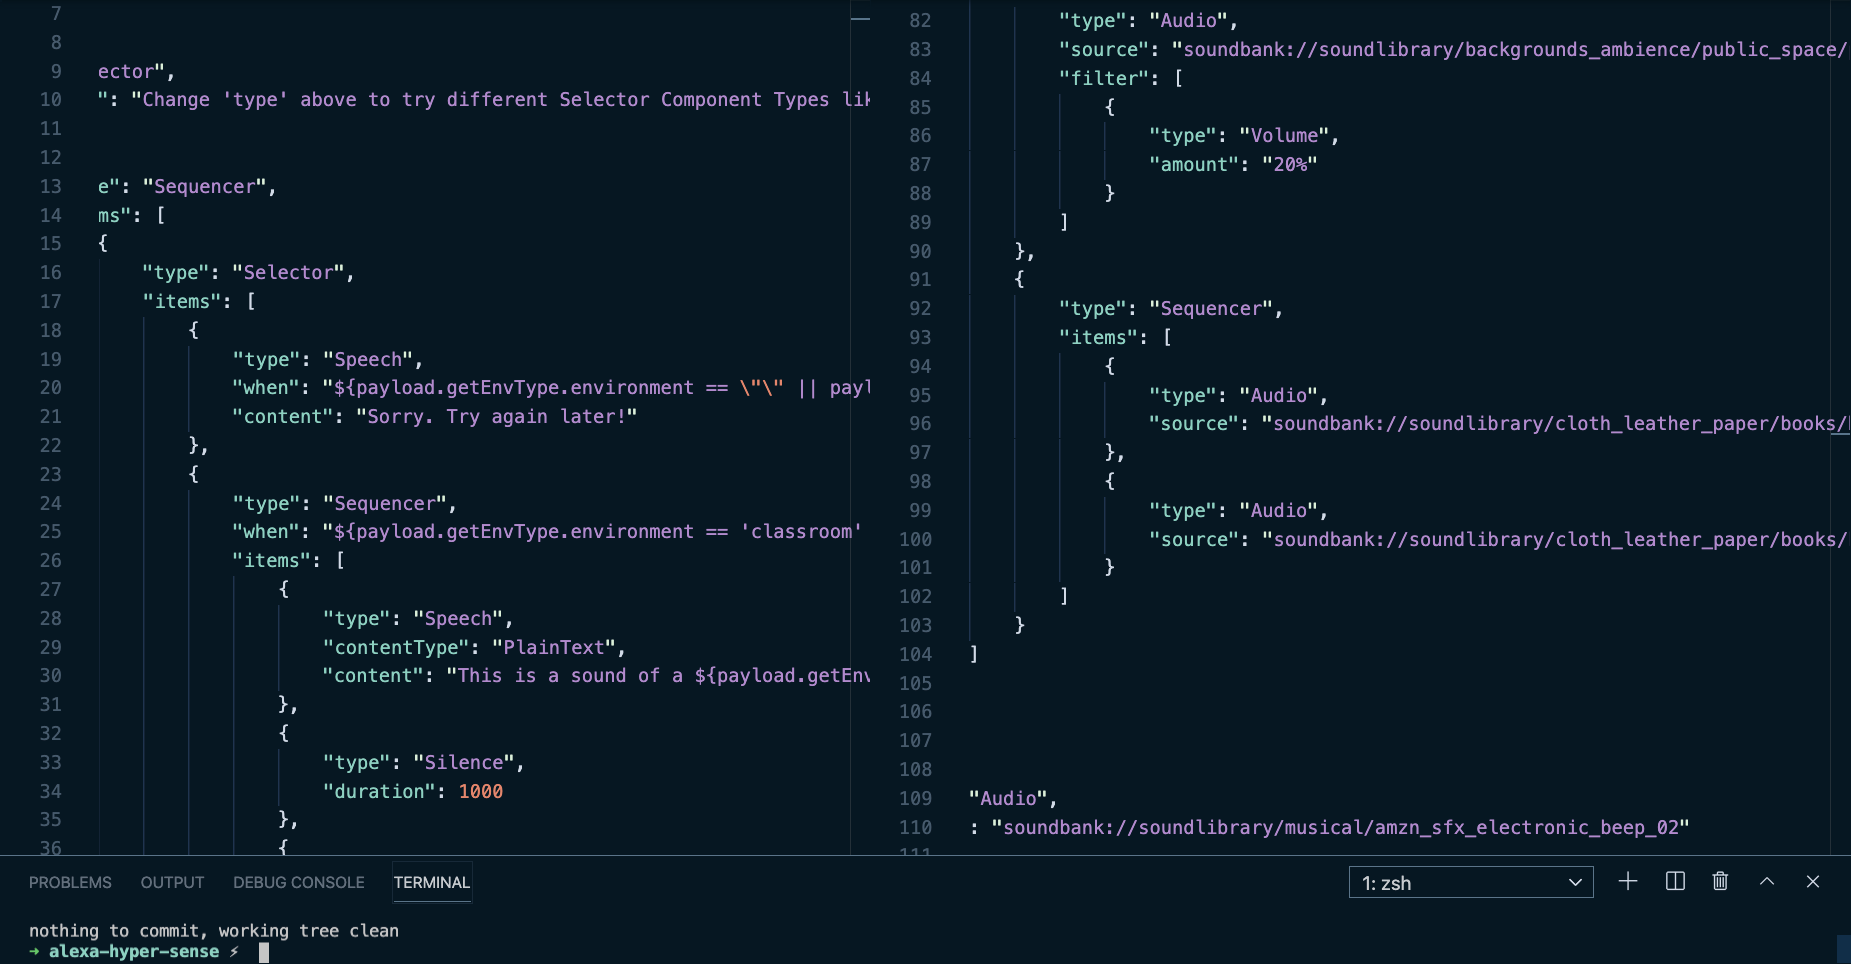 7
8
9 ector",
10 ": "Change 'type' above to try different Selector Component Types lik
11
12
13 e": "Sequencer",
14 ms": [
15 {
16 "type": "Selector",
17 "items": [
18 {
19 "type": "Speech",
20 "when": "${payload.getEnvType.environment == \"\" || payl
21 "content": "Sorry. Try again later!"
22 },
23 {
24 "type": "Sequencer",
25 "when": "${payload.getEnvType.environment == 'classroom'
26 "items": [
27 {
28 "type": "Speech",
29 "contentType": "PlainText",
30 "content": "This is a sound of a ${payload.getEnv
31 },
32 {
33 "type": "Silence",
34 "duration": 1000
35 },
36 {
82 "type": "Audio",
83 "source": "soundbank://soundlibrary/backgrounds_ambience/public_space/
84 "filter": [
85 {
86 "type": "Volume",
87 "amount": "20%"
88 }
89 ]
90 },
91 {
92 "type": "Sequencer",
93 "items": [
94 {
95 "type": "Audio",
96 "source": "soundbank://soundlibrary/cloth_leather_paper/books/
97 },
98 {
99 "type": "Audio",
100 "source": "soundbank://soundlibrary/cloth_leather_paper/books/
101 }
102 ]
103 }
104 ]
105
106
107
108
109 "Audio",
110 : "soundbank://soundlibrary/musical/amzn_sfx_electronic_beep_02"
111
PROBLEMS OUTPUT DEBUG CONSOLE TERMINAL 1: zsh
nothing to commit, working tree clean
→ alexa-hyper-sense ⚡